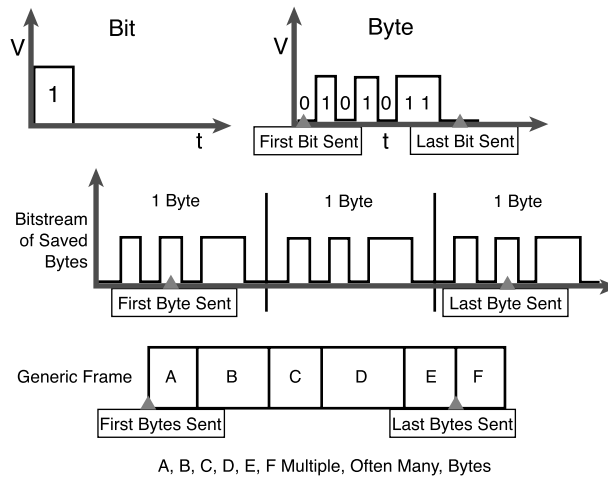 Bit
V
1
t
Byte
V
0 1 0 1 0 1 1
First Bit Sent
t
Last Bit Sent
Bitstream
of Saved
Bytes
1 Byte
1 Byte
1 Byte
First Byte Sent
Last Byte Sent
Generic Frame
A
B
C
D
E
F
First Bytes Sent
Last Bytes Sent
A, B, C, D, E, F Multiple, Often Many, Bytes